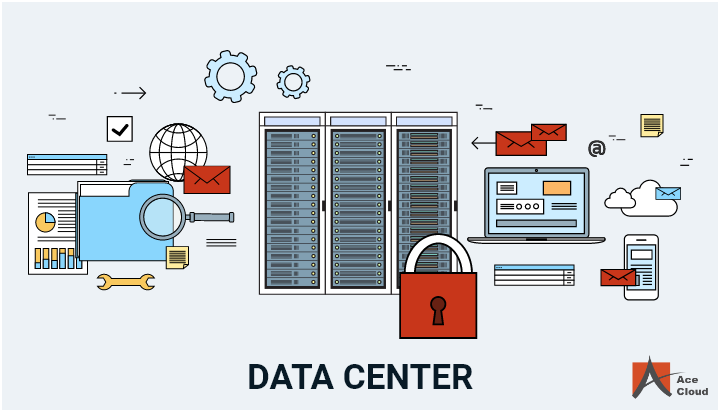 @
DATA CENTER
Ace
Cloud